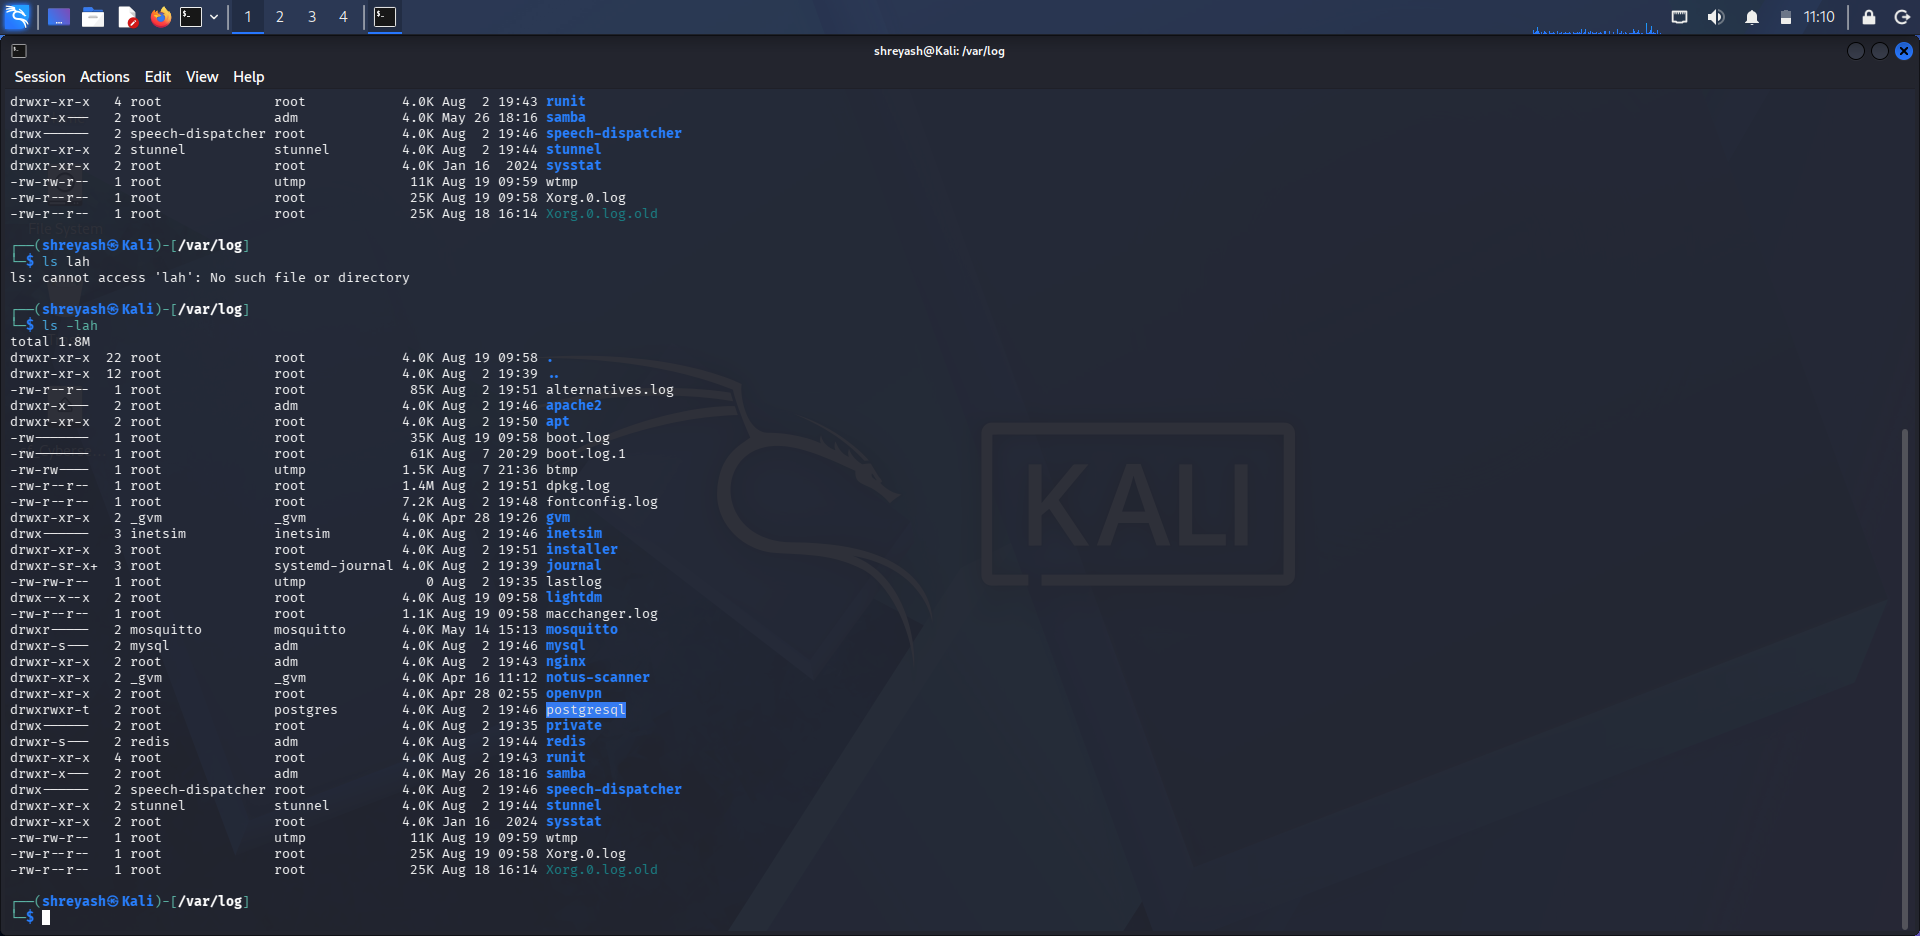 1 2 3 4 11:10
shreyash@Kali: /var/log
Session Actions Edit View Help
drwxr-xr-x   4 root              root            4.0K Aug  2 19:43 runit
drwxr-x---   2 root              adm             4.0K May 26 18:16 samba
drwx------   2 speech-dispatcher root            4.0K Aug  2 19:46 speech-dispatcher
drwxr-xr-x   2 stunnel           stunnel         4.0K Aug  2 19:44 stunnel
drwxr-xr-x   2 root              root            4.0K Jan 16  2024 sysstat
-rw-rw-r--   1 root              utmp             11K Aug 19 09:59 wtmp
-rw-r--r--   1 root              root             25K Aug 19 09:58 Xorg.0.log
-rw-r--r--   1 root              root             25K Aug 18 16:14 Xorg.0.log.old
File System
┌──(shreyash㉿Kali)-[/var/log]
└─$ ls lah
ls: cannot access 'lah': No such file or directory
┌──(shreyash㉿Kali)-[/var/log]
└─$ ls -lah
total 1.8M
drwxr-xr-x  22 root              root            4.0K Aug 19 09:58 .
drwxr-xr-x  12 root              root            4.0K Aug  2 19:39 ..
-rw-r--r--   1 root              root             85K Aug  2 19:51 alternatives.log
drwxr-x---   2 root              adm             4.0K Aug  2 19:46 apache2
drwxr-xr-x   2 root              root            4.0K Aug  2 19:50 apt
-rw-------   1 root              root             35K Aug 19 09:58 boot.log
-rw-------   1 root              root             61K Aug  7 20:29 boot.log.1
-rw-rw----   1 root              utmp            1.5K Aug  7 21:36 btmp
-rw-r--r--   1 root              root            1.4M Aug  2 19:51 dpkg.log
-rw-r--r--   1 root              root            7.2K Aug  2 19:48 fontconfig.log
drwxr-xr-x   2 _gvm              _gvm            4.0K Apr 28 19:26 gvm
drwx------   3 inetsim           inetsim         4.0K Aug  2 19:46 inetsim
drwxr-xr-x   3 root              root            4.0K Aug  2 19:51 installer
drwxr-sr-x+  3 root              systemd-journal 4.0K Aug  2 19:39 journal
-rw-rw-r--   1 root              utmp               0 Aug  2 19:35 lastlog
drwx--x--x   2 root              root            4.0K Aug 19 09:58 lightdm
-rw-r--r--   1 root              root            1.1K Aug 19 09:58 macchanger.log
drwxr-----   2 mosquitto         mosquitto       4.0K May 14 15:13 mosquitto
drwxr-s---   2 mysql             adm             4.0K Aug  2 19:46 mysql
drwxr-xr-x   2 root              adm             4.0K Aug  2 19:43 nginx
drwxr-xr-x   2 _gvm              _gvm            4.0K Apr 16 11:12 notus-scanner
drwxr-xr-x   2 root              root            4.0K Apr 28 02:55 openvpn
drwxrwxr-t   2 root              postgres        4.0K Aug  2 19:46 postgresql
drwx------   2 root              root            4.0K Aug  2 19:35 private
drwxr-s---   2 redis             adm             4.0K Aug  2 19:44 redis
drwxr-xr-x   4 root              root            4.0K Aug  2 19:43 runit
drwxr-x---   2 root              adm             4.0K May 26 18:16 samba
drwx------   2 speech-dispatcher root            4.0K Aug  2 19:46 speech-dispatcher
drwxr-xr-x   2 stunnel           stunnel         4.0K Aug  2 19:44 stunnel
drwxr-xr-x   2 root              root            4.0K Jan 16  2024 sysstat
-rw-rw-r--   1 root              utmp             11K Aug 19 09:59 wtmp
-rw-r--r--   1 root              root             25K Aug 19 09:58 Xorg.0.log
-rw-r--r--   1 root              root             25K Aug 18 16:14 Xorg.0.log.old
┌──(shreyash㉿Kali)-[/var/log]
└─$
KALI